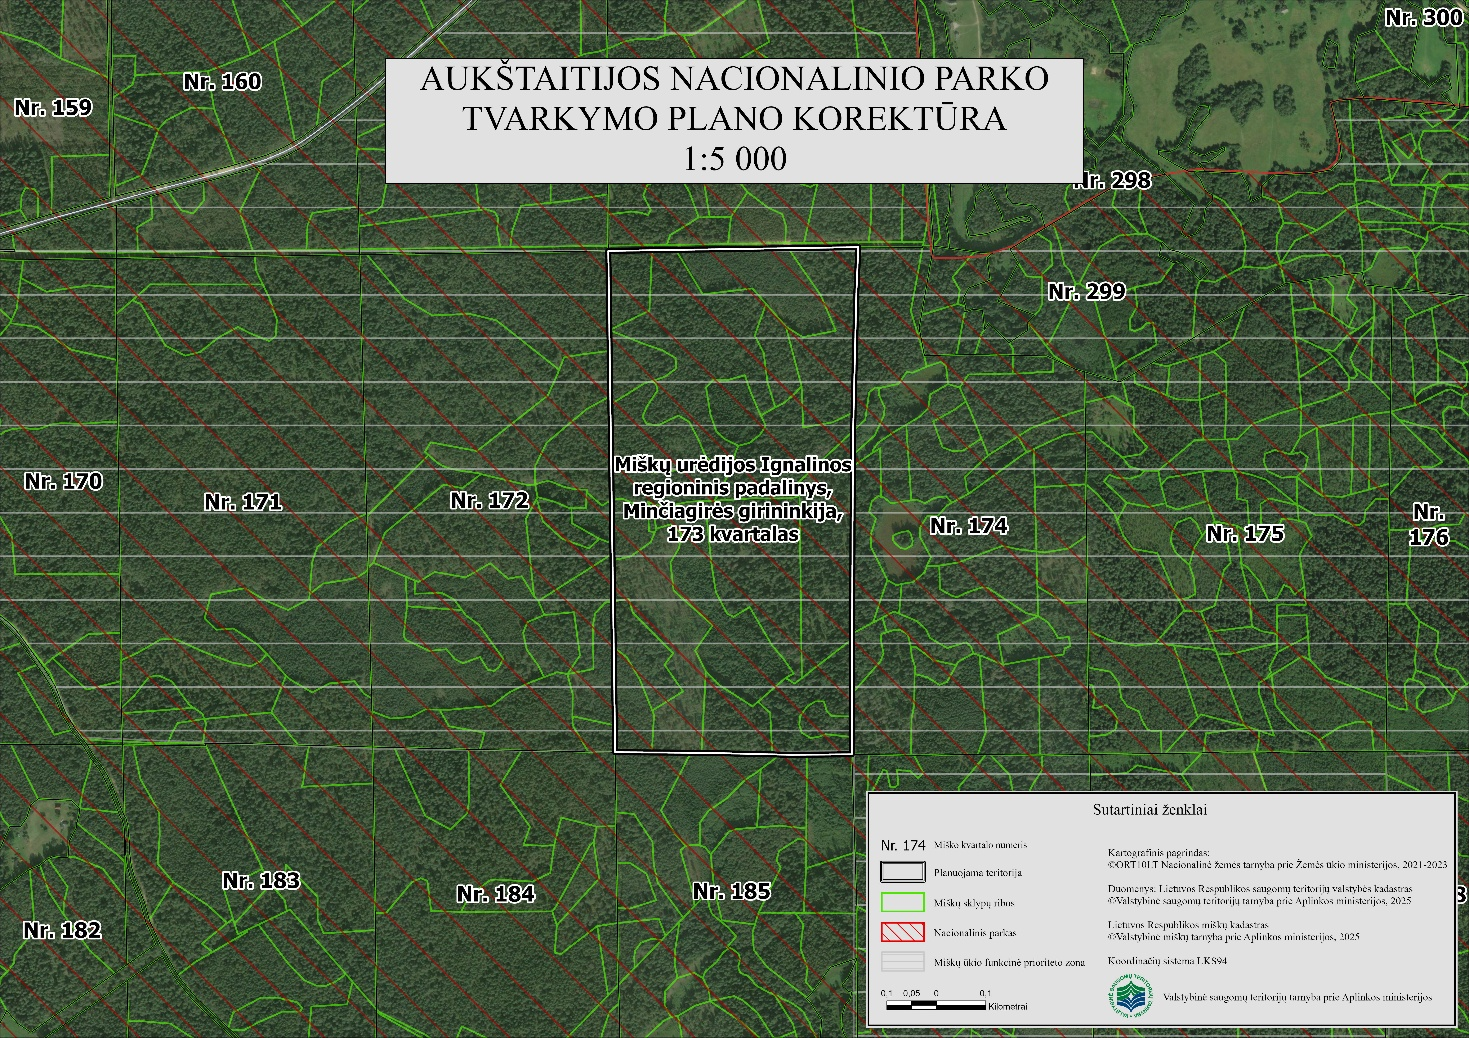 Nr. 300
AUKŠTAITIJOS NACIONALINIO PARKO
TVARKYMO PLANO KOREKTŪRA
1:5 000
Nr. 159
Nr. 160
Nr. 298
Nr. 299
Nr. 170
Nr. 171
Nr. 172
Miškų urėdijos Ignalinos
regioninis padalinys,
Minčiagirės girininkija,
173 kvartalas
Nr. 174
Nr. 175
Nr.
176
Nr. 182
Nr. 183
Nr. 184
Nr. 185
3
Sutartiniai ženklai
Nr. 174 Miško kvartalo numeris
Planuojama teritorija
Miškų sklypų ribos
Nacionalinis parkas
Miškų ūkio funkcinė prioriteto zona
0,1 0,05 0 0,1
Kilometrai
Kartografinis pagrindas:
©ORT10LT Nacionalinė žemės tarnyba prie Žemės ūkio ministerijos, 2021-2023
Duomenys: Lietuvos Respublikos saugomų teritorijų valstybės kadastras
©Valstybinė saugomų teritorijų tarnyba prie Aplinkos ministerijos, 2025
Lietuvos Respublikos miškų kadastras
©Valstybinė miškų tarnyba prie Aplinkos ministerijos, 2025
Koordinačių sistema LKS94
Valstybinė saugomų teritorijų tarnyba prie Aplinkos ministerijos